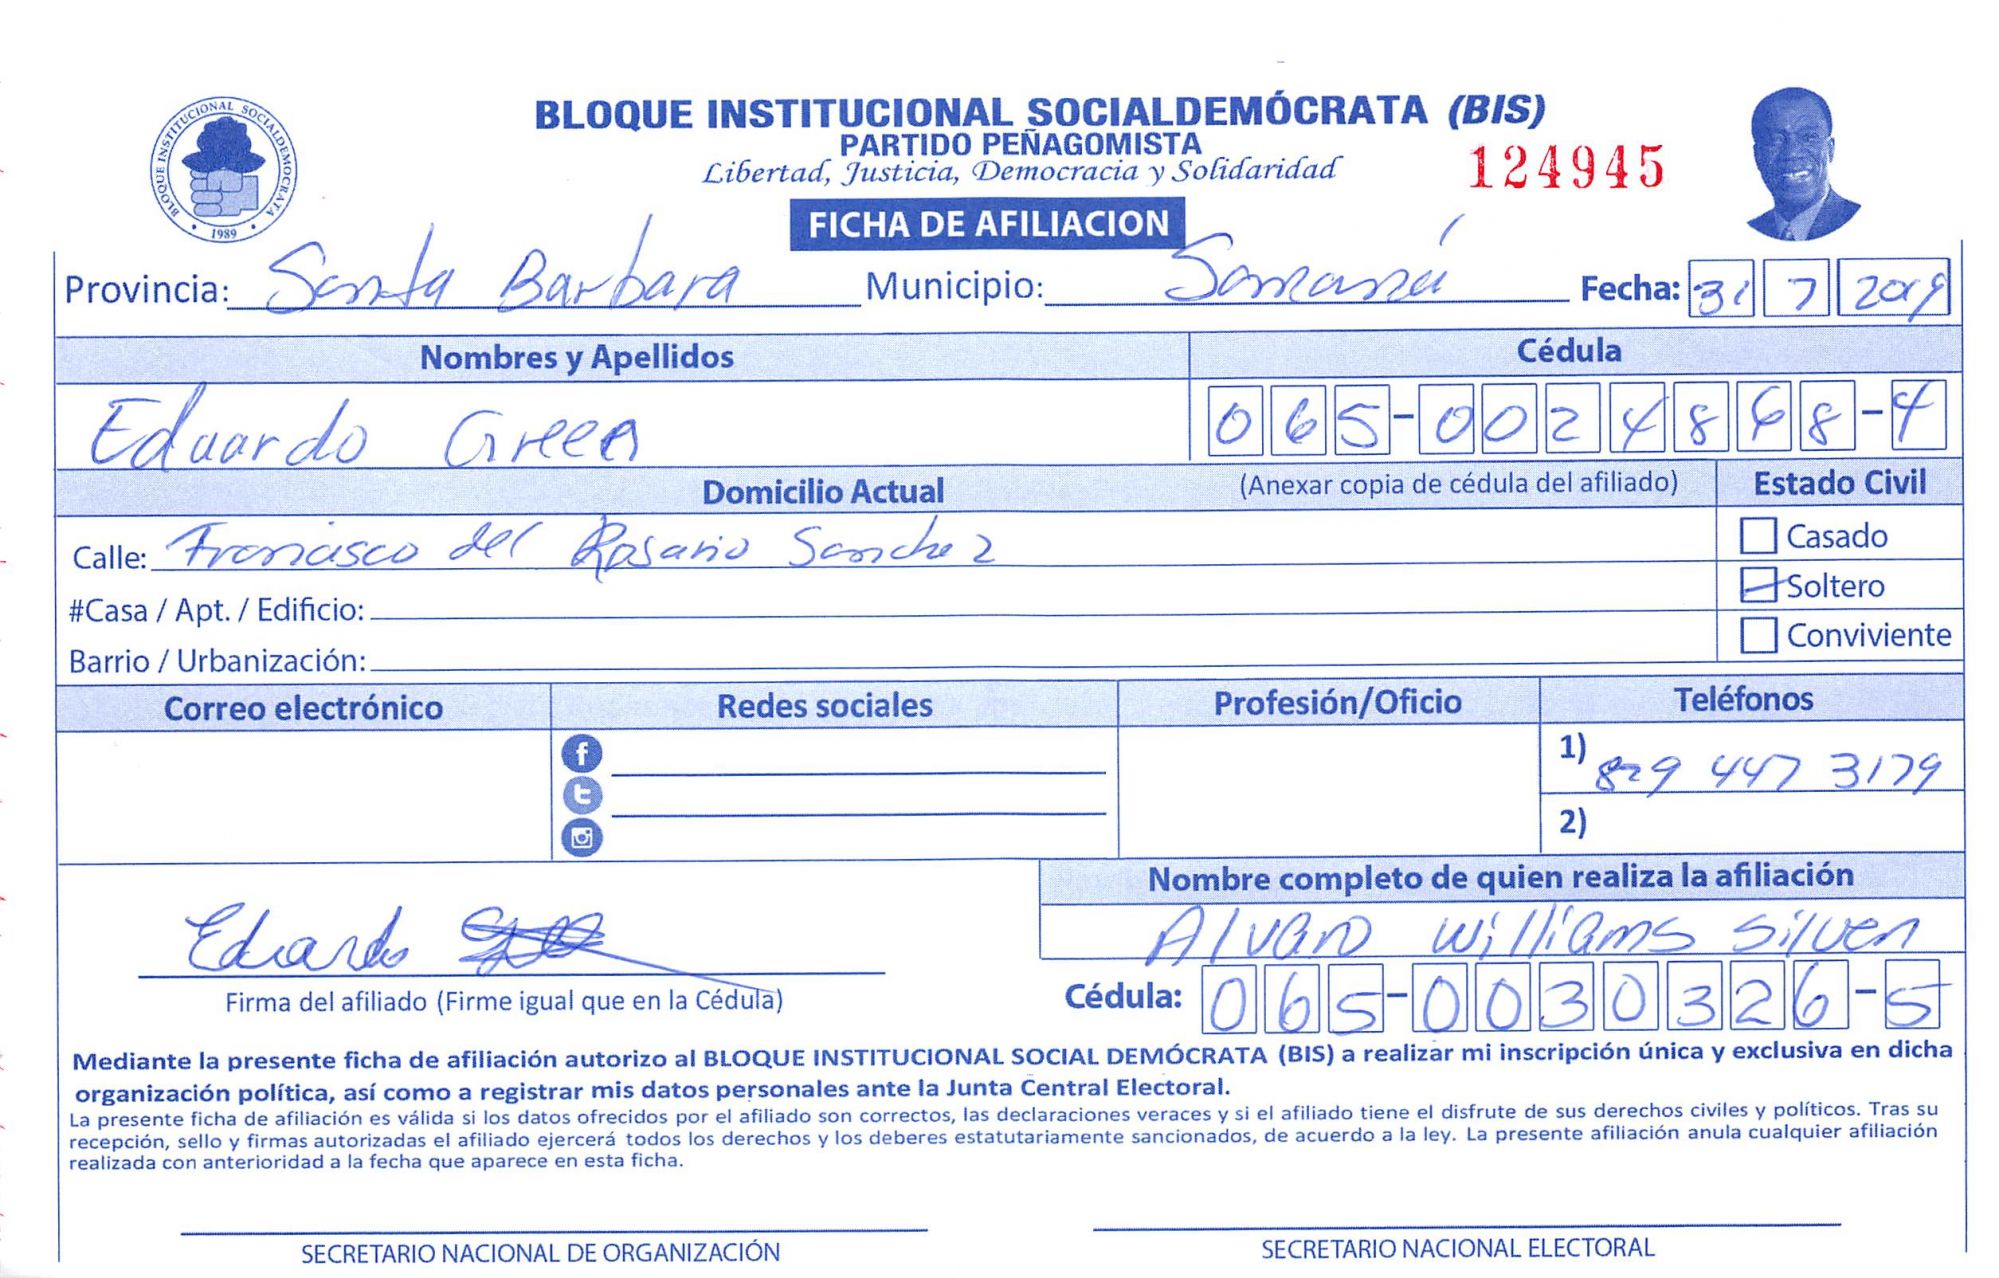 BLOQUE INSTITUCIONAL SOCIALDEMÓCRATA • 1989 •
BLOQUE INSTITUCIONAL SOCIALDEMÓCRATA (BIS)
PARTIDO PEÑAGOMISTA
Libertad, Justicia, Democracia y Solidaridad
124945
FICHA DE AFILIACION
Provincia: Santa Barbara Municipio: Samaná Fecha: 31 7 2019
Nombres y Apellidos Cédula
Eduardo Green 065-0024868-4
Domicilio Actual (Anexar copia de cédula del afiliado) Estado Civil
Calle: Francisco del Rosario Sanchez Casado
#Casa / Apt. / Edificio: Soltero
Barrio / Urbanización: Conviviente
Correo electrónico Redes sociales Profesión/Oficio Teléfonos
1) 829 447 3179
2)
Nombre completo de quien realiza la afiliación
Alvaro Williams Silven
Eduardo
Firma del afiliado (Firme igual que en la Cédula) Cédula: 065-0030326-5
Mediante la presente ficha de afiliación autorizo al BLOQUE INSTITUCIONAL SOCIAL DEMÓCRATA (BIS) a realizar mi inscripción única y exclusiva en dicha
organización política, así como a registrar mis datos personales ante la Junta Central Electoral.
La presente ficha de afiliación es válida si los datos ofrecidos por el afiliado son correctos, las declaraciones veraces y si el afiliado tiene el disfrute de sus derechos civiles y políticos. Tras su
recepción, sello y firmas autorizadas el afiliado ejercerá todos los derechos y los deberes estatutariamente sancionados, de acuerdo a la ley. La presente afiliación anula cualquier afiliación
realizada con anterioridad a la fecha que aparece en esta ficha.
SECRETARIO NACIONAL DE ORGANIZACIÓN SECRETARIO NACIONAL ELECTORAL